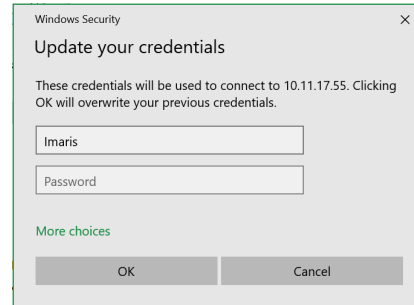 Windows Security
Update your credentials
These credentials will be used to connect to 10.11.17.55. Clicking
OK will overwrite your previous credentials.
Imaris
Password
More choices
OK
Cancel